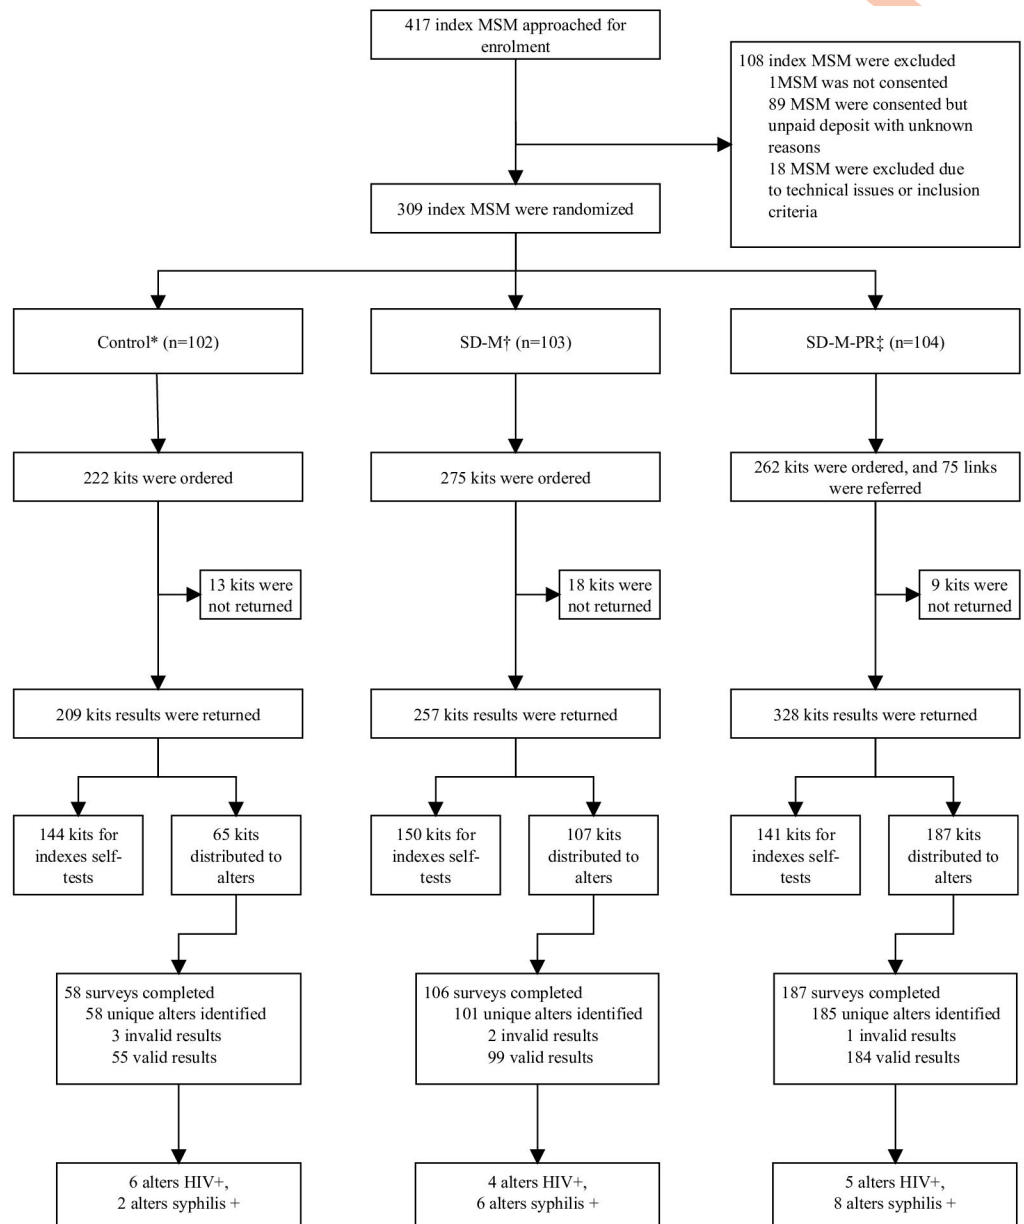 417 index MSM approached for
enrolment
108 index MSM were excluded
1MSM was not consented
89 MSM were consented but
unpaid deposit with unknown
reasons
18 MSM were excluded due
to technical issues or inclusion
criteria
309 index MSM were randomized
Control* (n=102)
SD-M† (n=103)
SD-M-PR‡ (n=104)
222 kits were ordered
275 kits were ordered
262 kits were ordered, and 75 links
were referred
13 kits were
not returned
18 kits were
not returned
9 kits were
not returned
209 kits results were returned
257 kits results were returned
328 kits results were returned
144 kits for
indexes self-
tests
65 kits
distributed to
alters
150 kits for
indexes self-
tests
107 kits
distributed to
alters
141 kits for
indexes self-
tests
187 kits
distributed to
alters
58 surveys completed
58 unique alters identified
3 invalid results
55 valid results
106 surveys completed
101 unique alters identified
2 invalid results
99 valid results
187 surveys completed
185 unique alters identified
1 invalid results
184 valid results
6 alters HIV+,
2 alters syphilis +
4 alters HIV+,
6 alters syphilis +
5 alters HIV+,
8 alters syphilis +